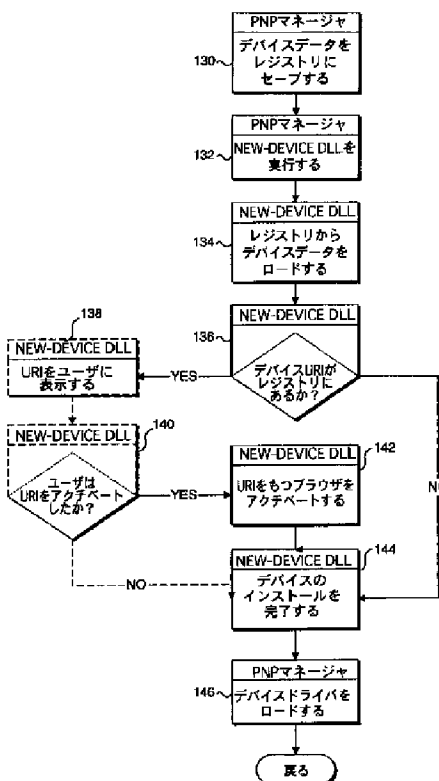 PNPマネージャ
デバイスデータを
レジストリに
セーブする
130
PNPマネージャ
NEW-DEVICE DLLを
実行する
132
NEW-DEVICE DLL
レジストリから
デバイスデータを
ロードする
134
NEW-DEVICE DLL
136
デバイスURIが
レジストリに
あるか?
YES
138
NEW-DEVICE DLL
URIをユーザに
表示する
140
NEW-DEVICE DLL
ユーザは
URIをアクチベート
したか?
YES
NO
142
NEW-DEVICE DLL
URIをもつブラウザを
アクチベートする
144
NEW-DEVICE DLL
デバイスの
インストールを
完了する
PNPマネージャ
146
デバイスドライバを
ロードする
戻る